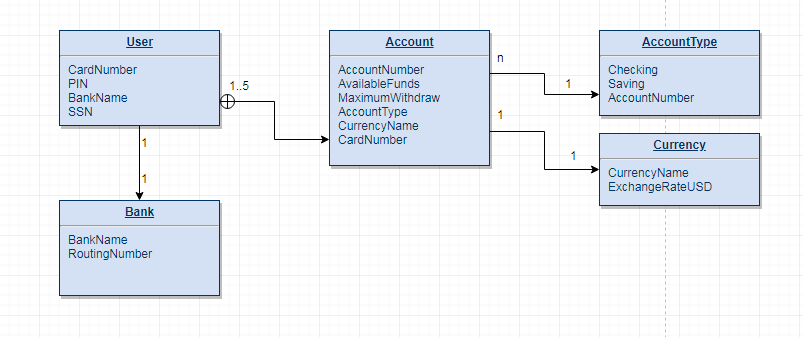 User
CardNumber
PIN
BankName
SSN
1..5
Account
AccountNumber
AvailableFunds
MaximumWithdraw
AccountType
CurrencyName
CardNumber
n
1
AccountType
Checking
Saving
AccountNumber
1
1
Currency
CurrencyName
ExchangeRateUSD
1
1
Bank
BankName
RoutingNumber